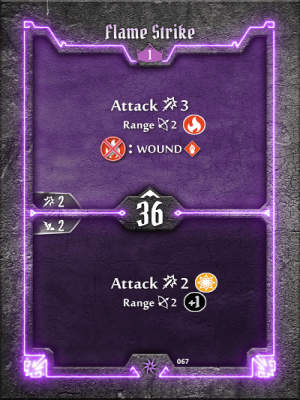 Flame Strike
1
Attack 3
Range 2
: WOUND
2
36
2
Attack 2
Range 2 +1
067